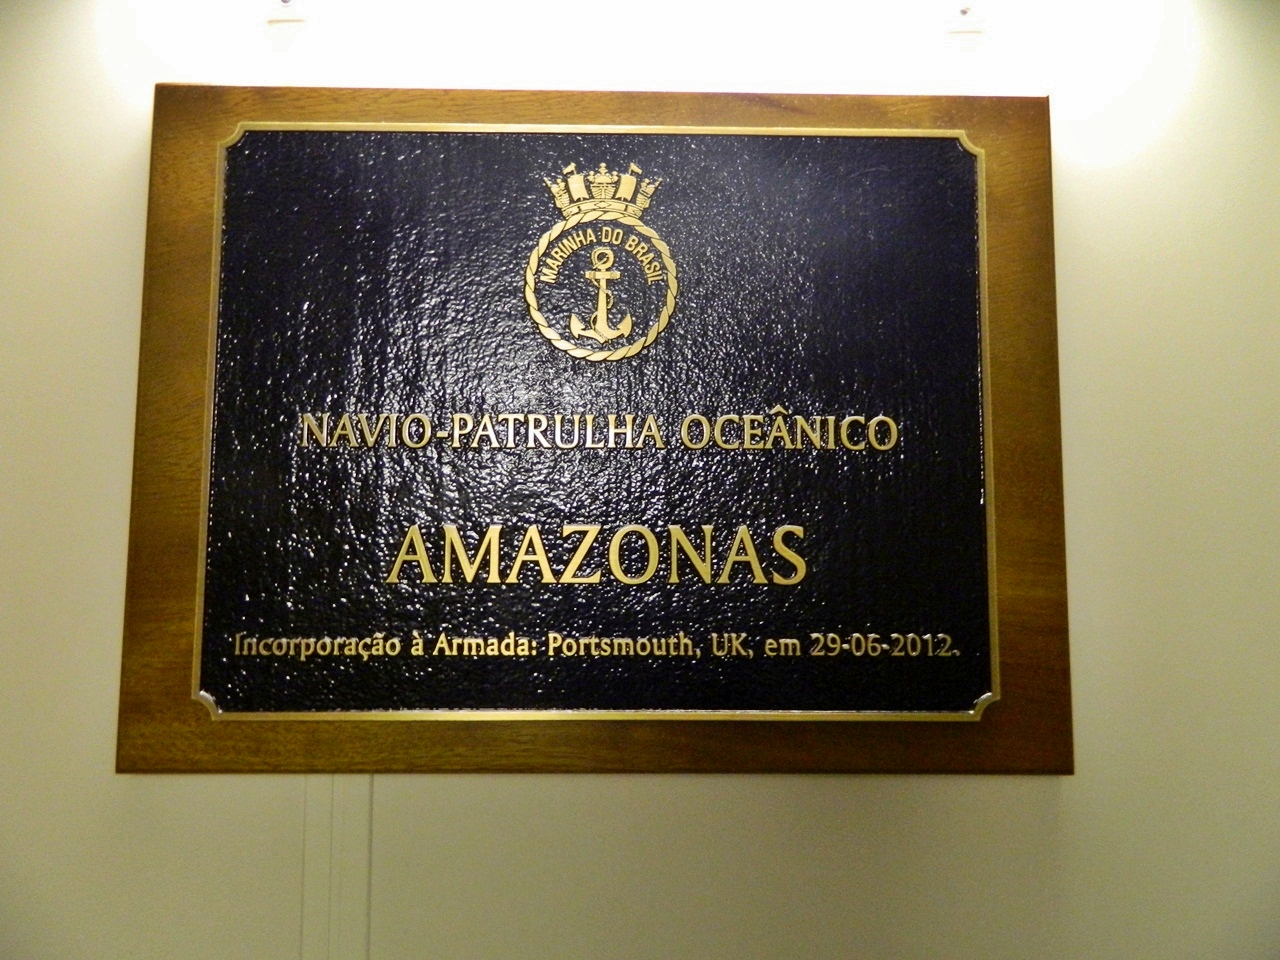 MARINHA DO BRASIL
NAVIO-PATRULHA OCEÂNICO
AMAZONAS
Incorporação à Armada: Portsmouth, UK, em 29-06-2012.